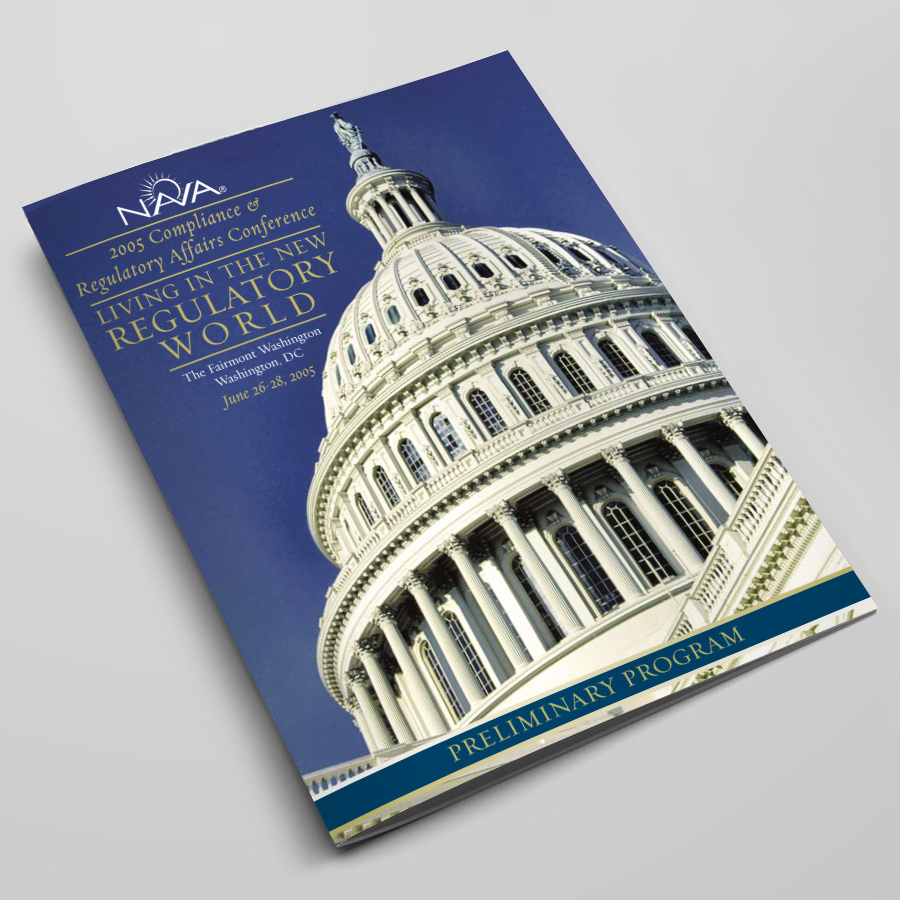 NAVA®
2005 Compliance &
Regulatory Affairs Conference
LIVING IN THE NEW
REGULATORY
WORLD
The Fairmont Washington
Washington, DC
June 26-28, 2005
PRELIMINARY PROGRAM